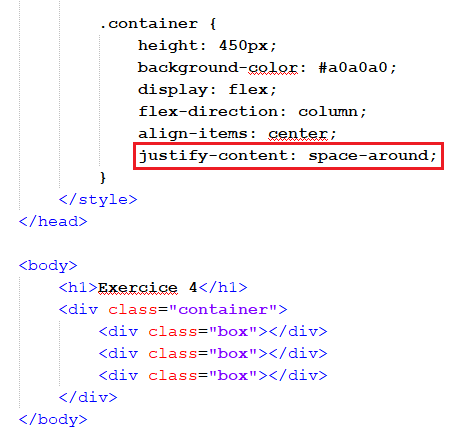 .container {
height: 450px;
background-color: #a0a0a0;
display: flex;
flex-direction: column;
align-items: center;
justify-content: space-around;
}
</style>
</head>
<body>
<h1>Exercice 4</h1>
<div class="container">
<div class="box"></div>
<div class="box"></div>
<div class="box"></div>
</div>
</body>